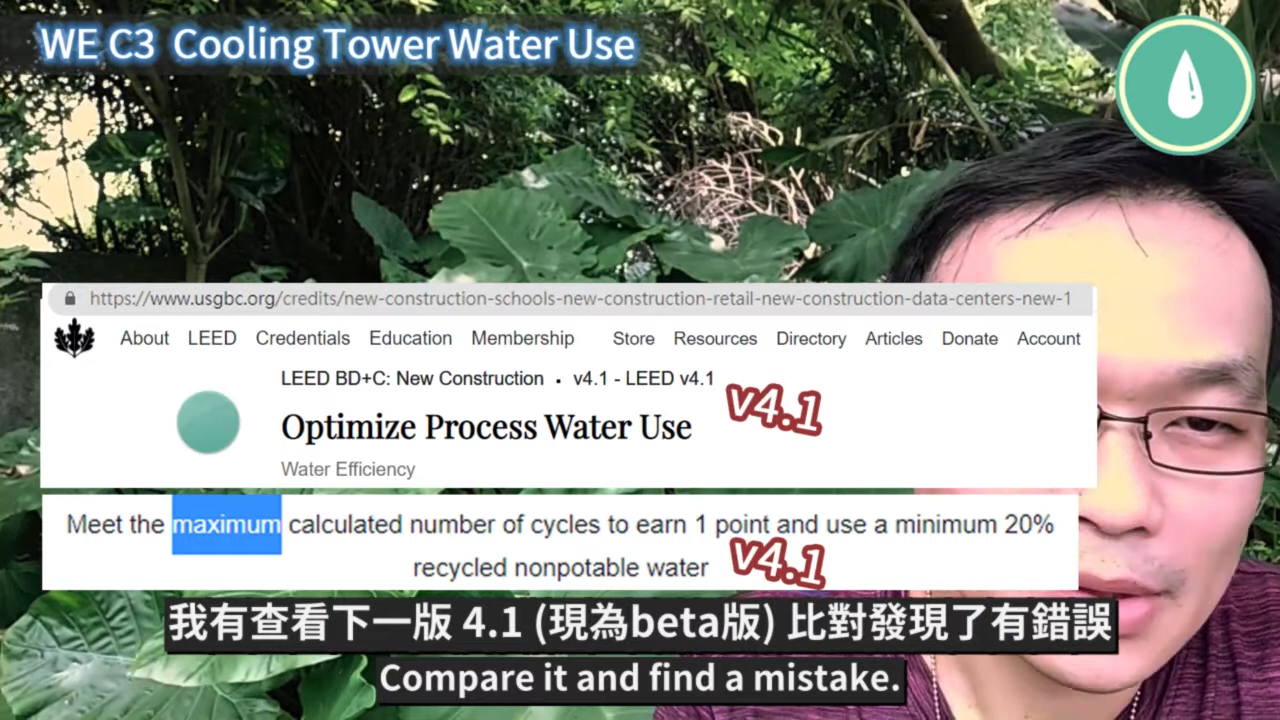 WE C3 Cooling Tower Water Use
https://www.usgbc.org/credits/new-construction-schools-new-construction-retail-new-construction-data-centers-new-1
About LEED Credentials Education Membership Store Resources Directory Articles Donate Account
LEED BD+C: New Construction · v4.1 - LEED v4.1
v4.1
Optimize Process Water Use
Water Efficiency
Meet the maximum calculated number of cycles to earn 1 point and use a minimum 20%
recycled nonpotable water
v4.1
我有查看下一版 4.1 (現為beta版) 比對發現了有錯誤
Compare it and find a mistake.